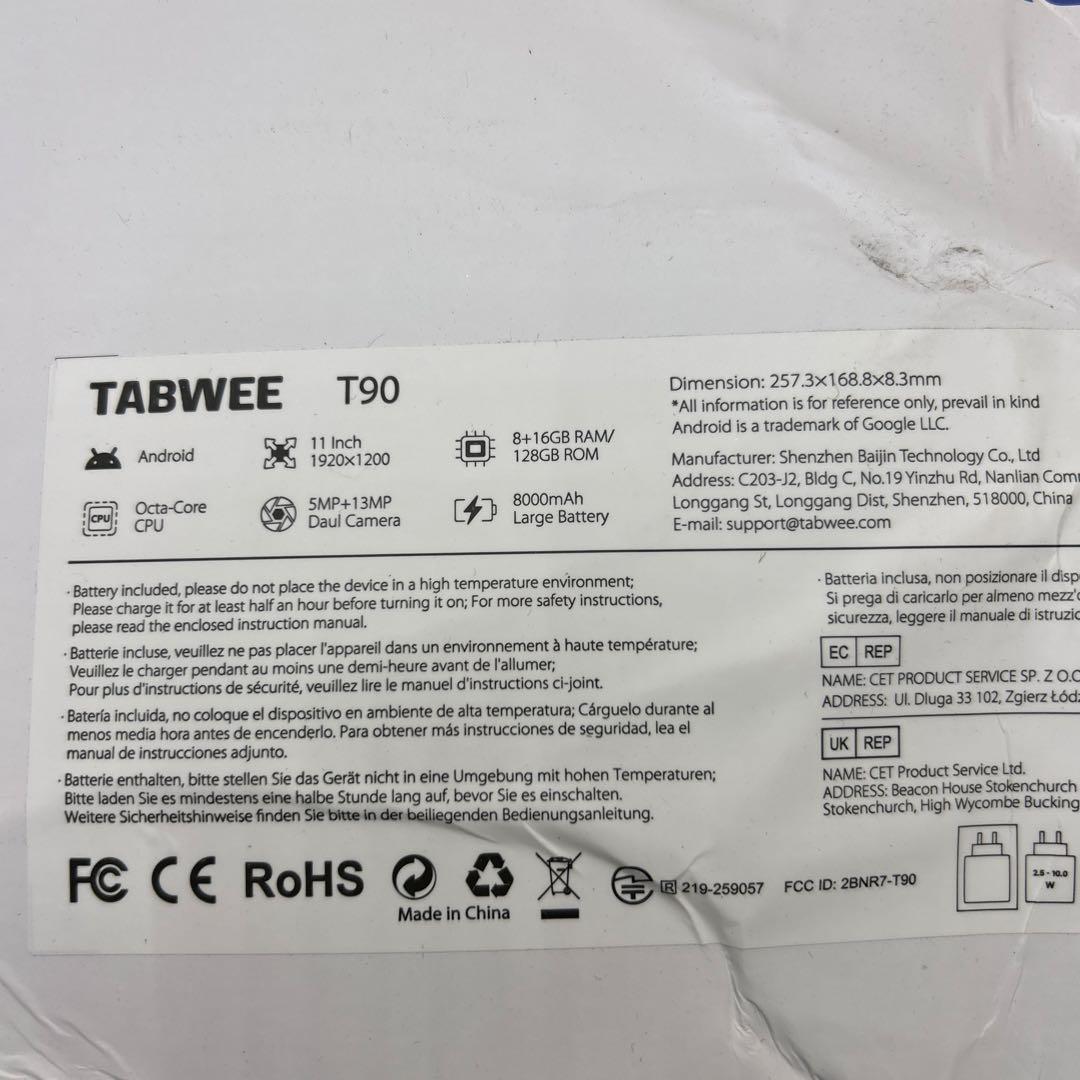 TABWEE T90
Android
11 Inch
1920×1200
8+16GB RAM/
128GB ROM
Octa-Core
CPU
CPU
5MP+13MP
Daul Camera
8000mAh
Large Battery
Dimension: 257.3×168.8×8.3mm
*All information is for reference only, prevail in kind
Android is a trademark of Google LLC.
Manufacturer: Shenzhen Baijin Technology Co., Ltd
Address: C203-J2, Bldg C, No.19 Yinzhu Rd, Nanlian
Longgang St, Longgang Dist, Shenzhen, 518000, China
E-mail: support@tabwee.com
· Battery included, please do not place the device in a high temperature environment;
Please charge it for at least half an hour before turning it on; For more safety instructions,
please read the enclosed instruction manual.
· Batterie incluse, veuillez ne pas placer l'appareil dans un environnement à haute température;
Veuillez le charger pendant au moins une demi-heure avant de l'allumer;
Pour plus d'instructions de sécurité, veuillez lire le manuel d'instructions ci-joint.
· Batería incluida, no coloque el dispositivo en ambiente de alta temperatura; Cárguelo durante al
menos media hora antes de encenderlo. Para obtener más instrucciones de seguridad, lea el
manual de instrucciones adjunto.
· Batterie enthalten, bitte stellen Sie das Gerät nicht in eine Umgebung mit hohen Temperaturen;
Bitte laden Sie es mindestens eine halbe Stunde lang auf, bevor Sie es einschalten.
Weitere Sicherheitshinweise finden Sie bitte in der beiliegenden Bedienungsanleitung.
· Batteria inclusa, non posizionare il
Si prega di caricarlo per almeno
sicurezza, leggere il manuale di
EC REP
NAME: CET PRODUCT SERVICE SP. Z O.O
ADDRESS: Ul. Dluga 33 102, Zgierz
UK REP
NAME: CET Product Service Ltd.
ADDRESS: Beacon House Stokenchurch
Stokenchurch, High Wycombe
FC CE RoHS
Made in China
R 219-259057 FCC ID: 2BNR7-T90
2.5 - 10.0
W